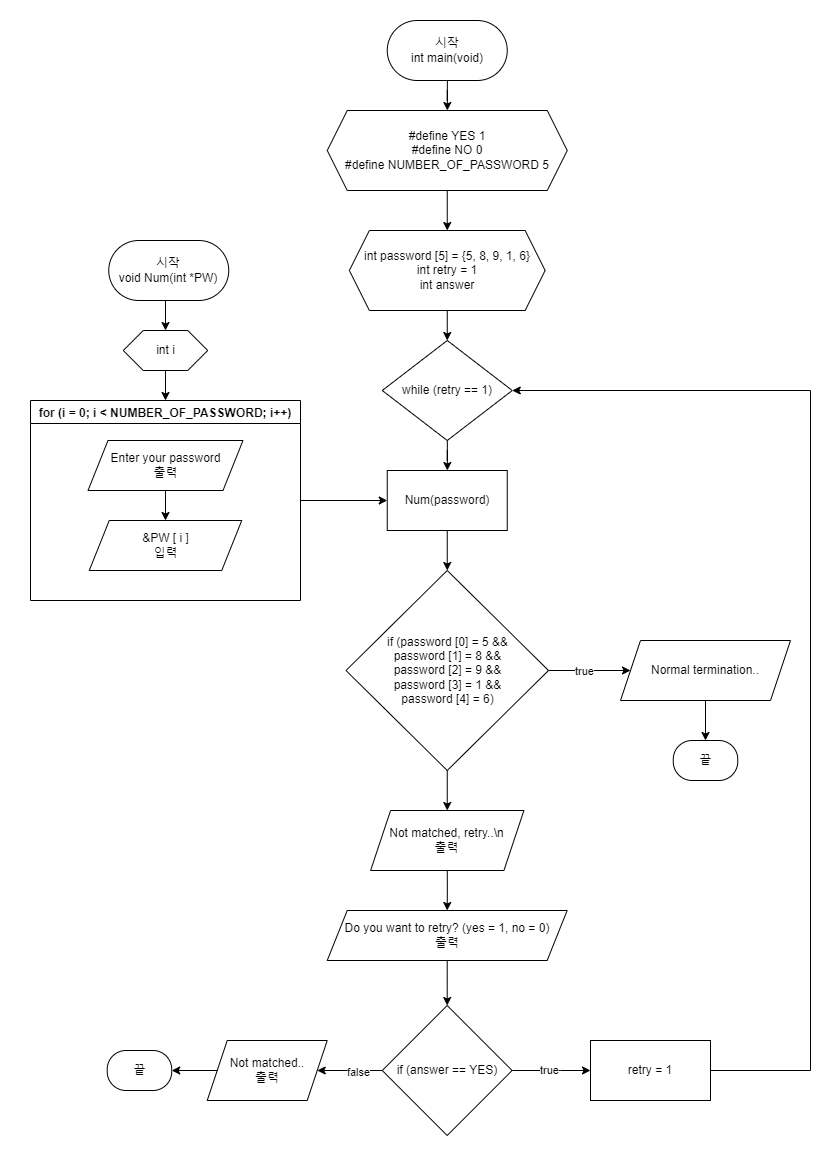 시작
int main(void)
#define YES 1
#define NO 0
#define NUMBER_OF_PASSWORD 5
int password [5] = {5, 8, 9, 1, 6}
int retry = 1
int answer
시작
void Num(int *PW)
int i
while (retry == 1)
for (i = 0; i < NUMBER_OF_PASSWORD; i++)
Enter your password
출력
&PW [ i ]
입력
Num(password)
if (password [0] = 5 &&
password [1] = 8 &&
password [2] = 9 &&
password [3] = 1 &&
password [4] = 6)
true
Normal termination..
끝
Not matched, retry..\n
출력
Do you want to retry? (yes = 1, no = 0)
출력
if (answer == YES)
false
Not matched..
출력
끝
true
retry = 1